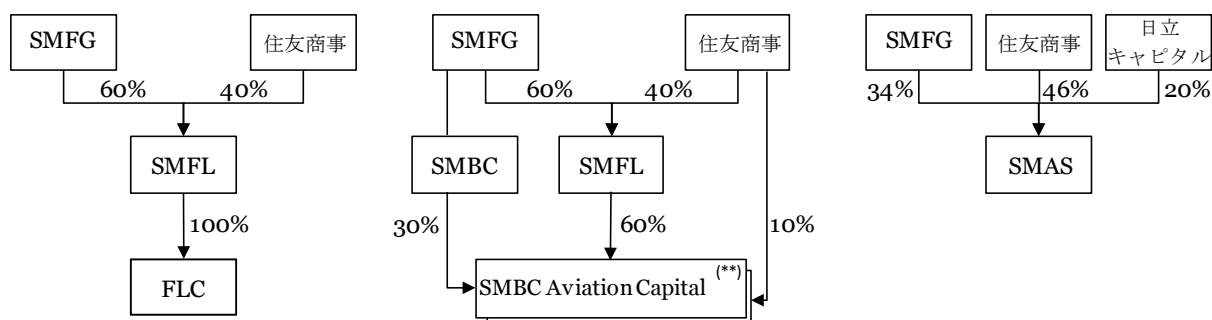 SMFG
住友商事
60%
40%
SMFL
100%
FLC
SMFG
住友商事
60%
40%
SMBC
SMFL
30%
60%
10%
SMBC Aviation Capital (**)
SMFG
住友商事
日立
キャピタル
34%
46%
20%
SMAS